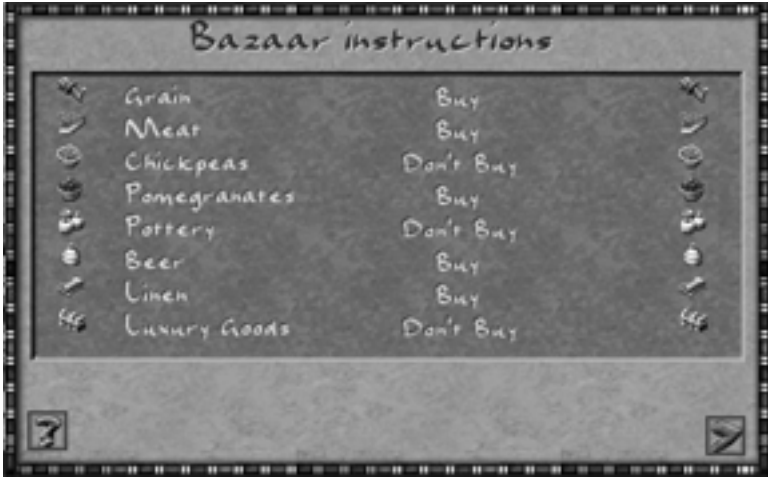 Bazaar instructions
Grain Buy
Meat Buy
Chickpeas Don't Buy
Pomegranates Buy
Pottery Don't Buy
Beer Buy
Linen Buy
Luxury Goods Don't Buy
?